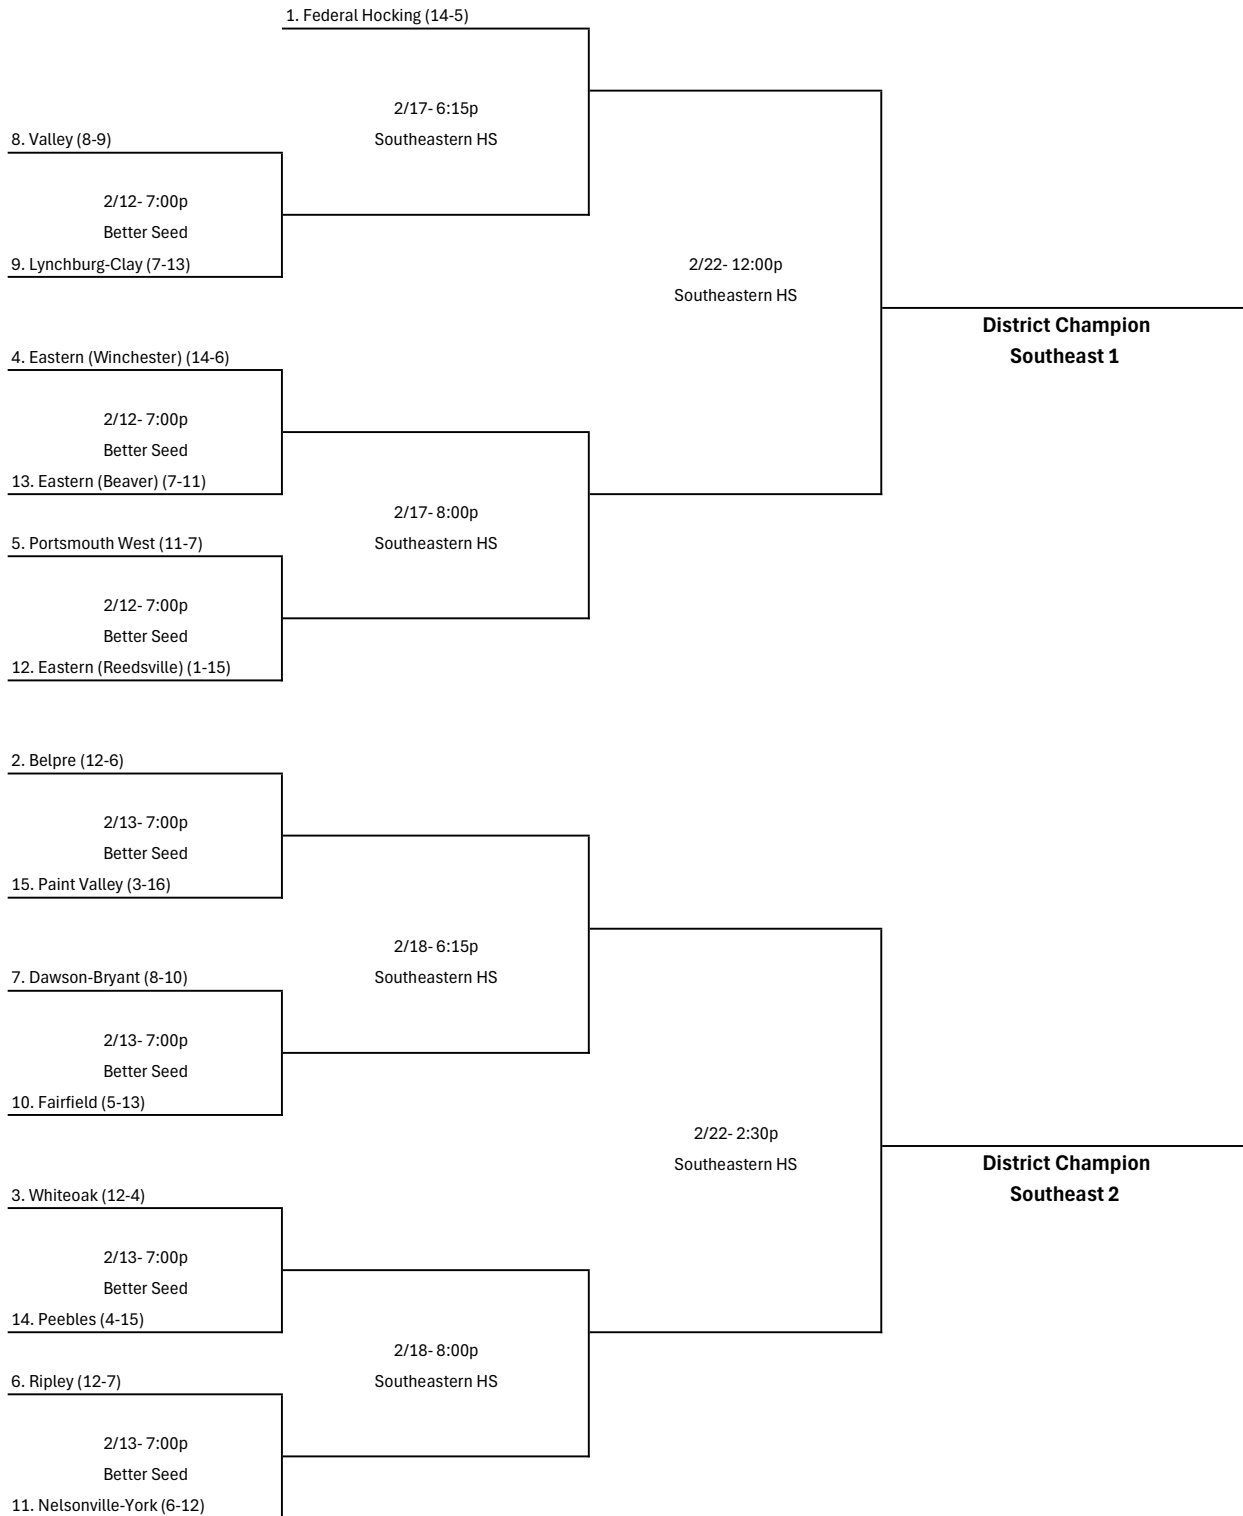 1. Federal Hocking (14-5)
2/17- 6:15p
Southeastern HS
8. Valley (8-9)
2/12- 7:00p
Better Seed
9. Lynchburg-Clay (7-13)
2/22- 12:00p
Southeastern HS
District Champion
Southeast 1
4. Eastern (Winchester) (14-6)
2/12- 7:00p
Better Seed
13. Eastern (Beaver) (7-11)
2/17- 8:00p
Southeastern HS
5. Portsmouth West (11-7)
2/12- 7:00p
Better Seed
12. Eastern (Reedsville) (1-15)
2. Belpre (12-6)
2/13- 7:00p
Better Seed
15. Paint Valley (3-16)
2/18- 6:15p
Southeastern HS
7. Dawson-Bryant (8-10)
2/13- 7:00p
Better Seed
10. Fairfield (5-13)
2/22- 2:30p
Southeastern HS
District Champion
Southeast 2
3. Whiteoak (12-4)
2/13- 7:00p
Better Seed
14. Peebles (4-15)
2/18- 8:00p
Southeastern HS
6. Ripley (12-7)
2/13- 7:00p
Better Seed
11. Nelsonville-York (6-12)